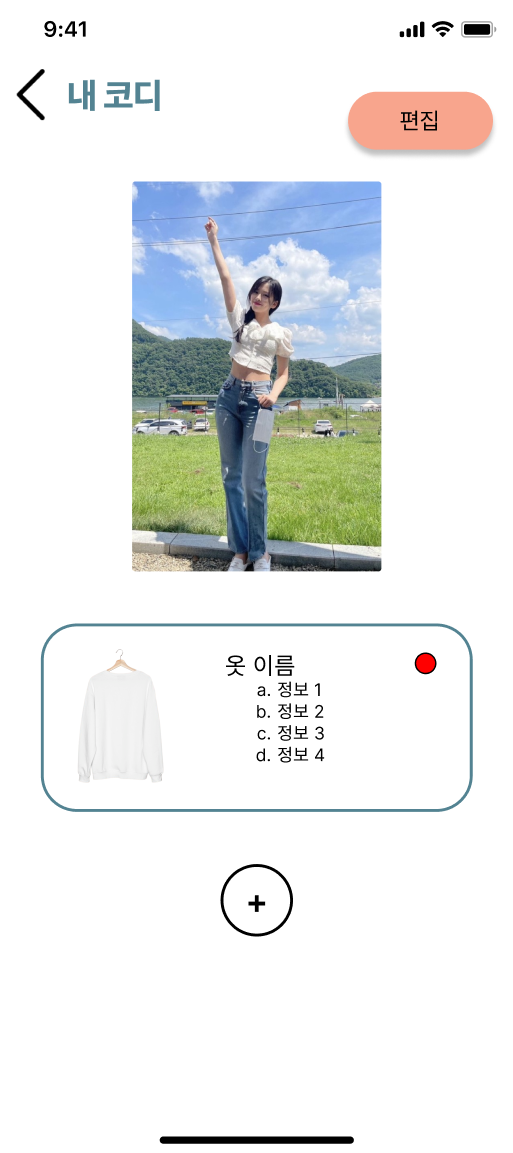 9:41
내 코디
편집
옷 이름
a. 정보 1
b. 정보 2
c. 정보 3
d. 정보 4
+